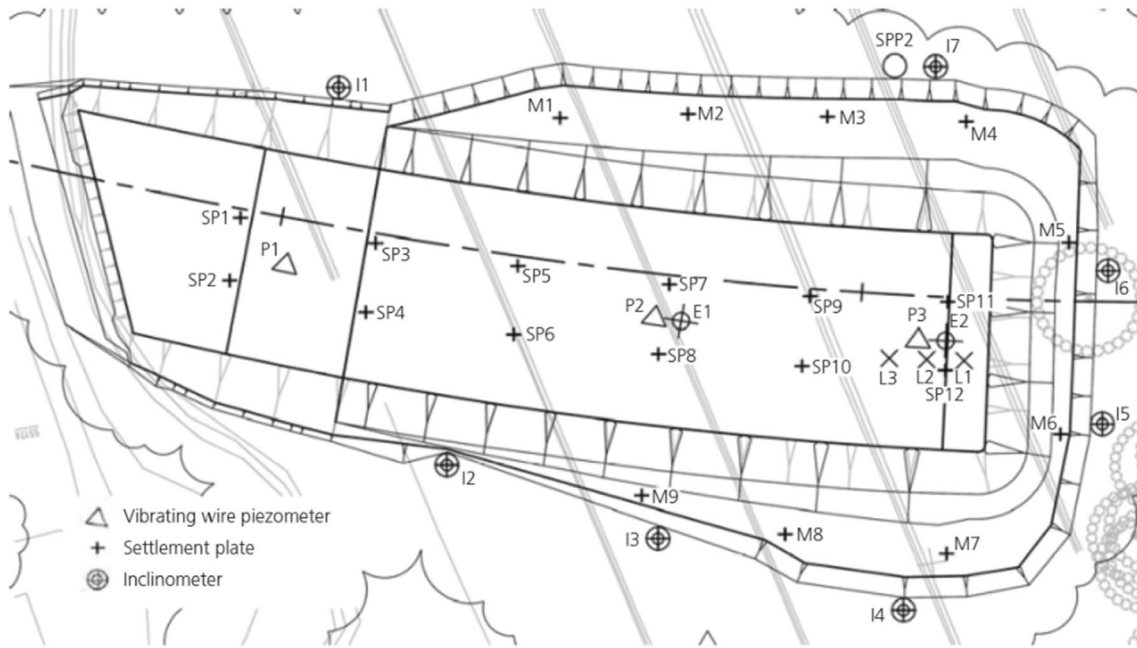 SPP2
I7
I1
M1
M2
M3
M4
SP1
P1
SP3
M5
SP2
SP5
SP7
I6
SP4
P2
E1
SP9
SP11
P3
E2
SP6
SP8
SP10
L3
L2
L1
SP12
M6
I5
I2
M9
Vibrating wire piezometer
I3
M8
Settlement plate
M7
Inclinometer
I4